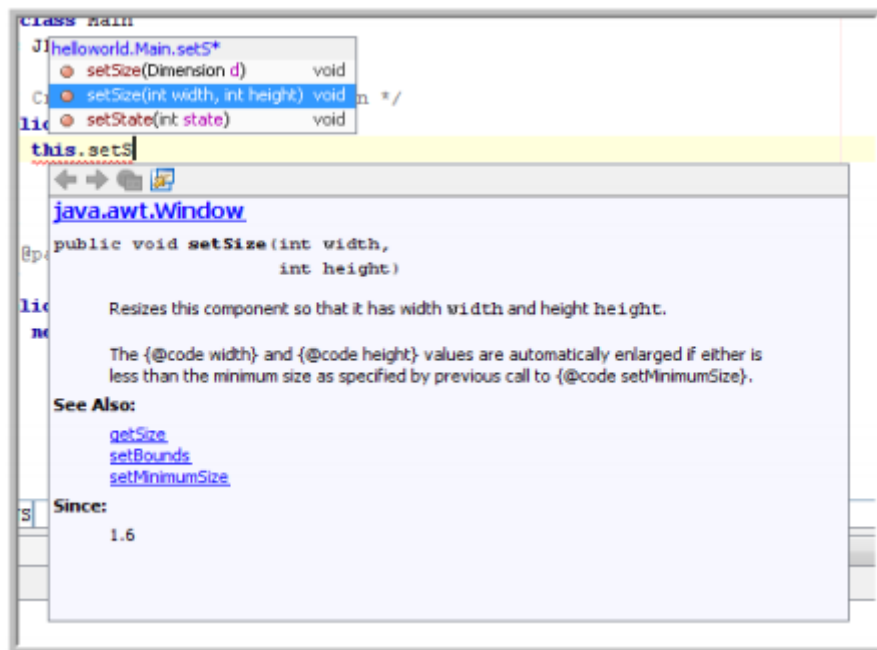 class Main
helloworld.Main.setS*
setSize(Dimension d) void
setSize(int width, int height) void
n */
setState(int state) void
this.setS
java.awt.Window
public void setSize(int width,
int height)
Resizes this component so that it has width width and height height.
The {@code width} and {@code height} values are automatically enlarged if either is
less than the minimum size as specified by previous call to {@code setMinimumSize}.
See Also:
getSize
setBounds
setMinimumSize
Since:
1.6